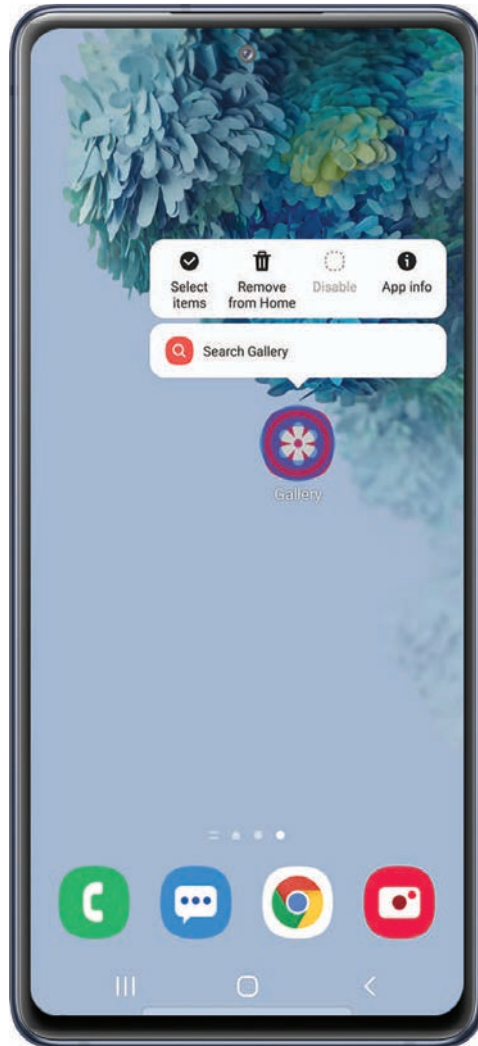 Select
items
Remove
from Home
Disable
App info
Search Gallery
Gallery